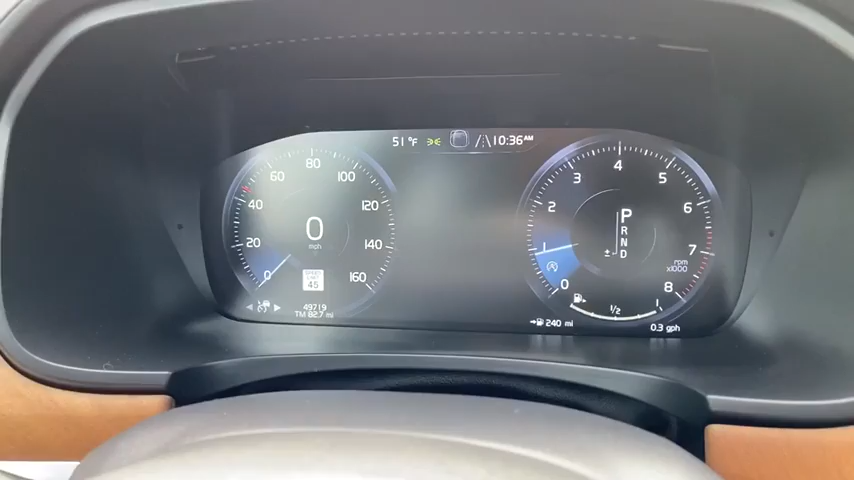 51 °F 10:36 AM
0 20 40 60 80 100 120 140 160
0
mph
SPEED LIMIT
45
49719
TM 82.7 mi
0 1 2 3 4 5 6 7 8
P
R
N
D
±
rpm
x1000
240 mi
1/2 1
0.3 gph